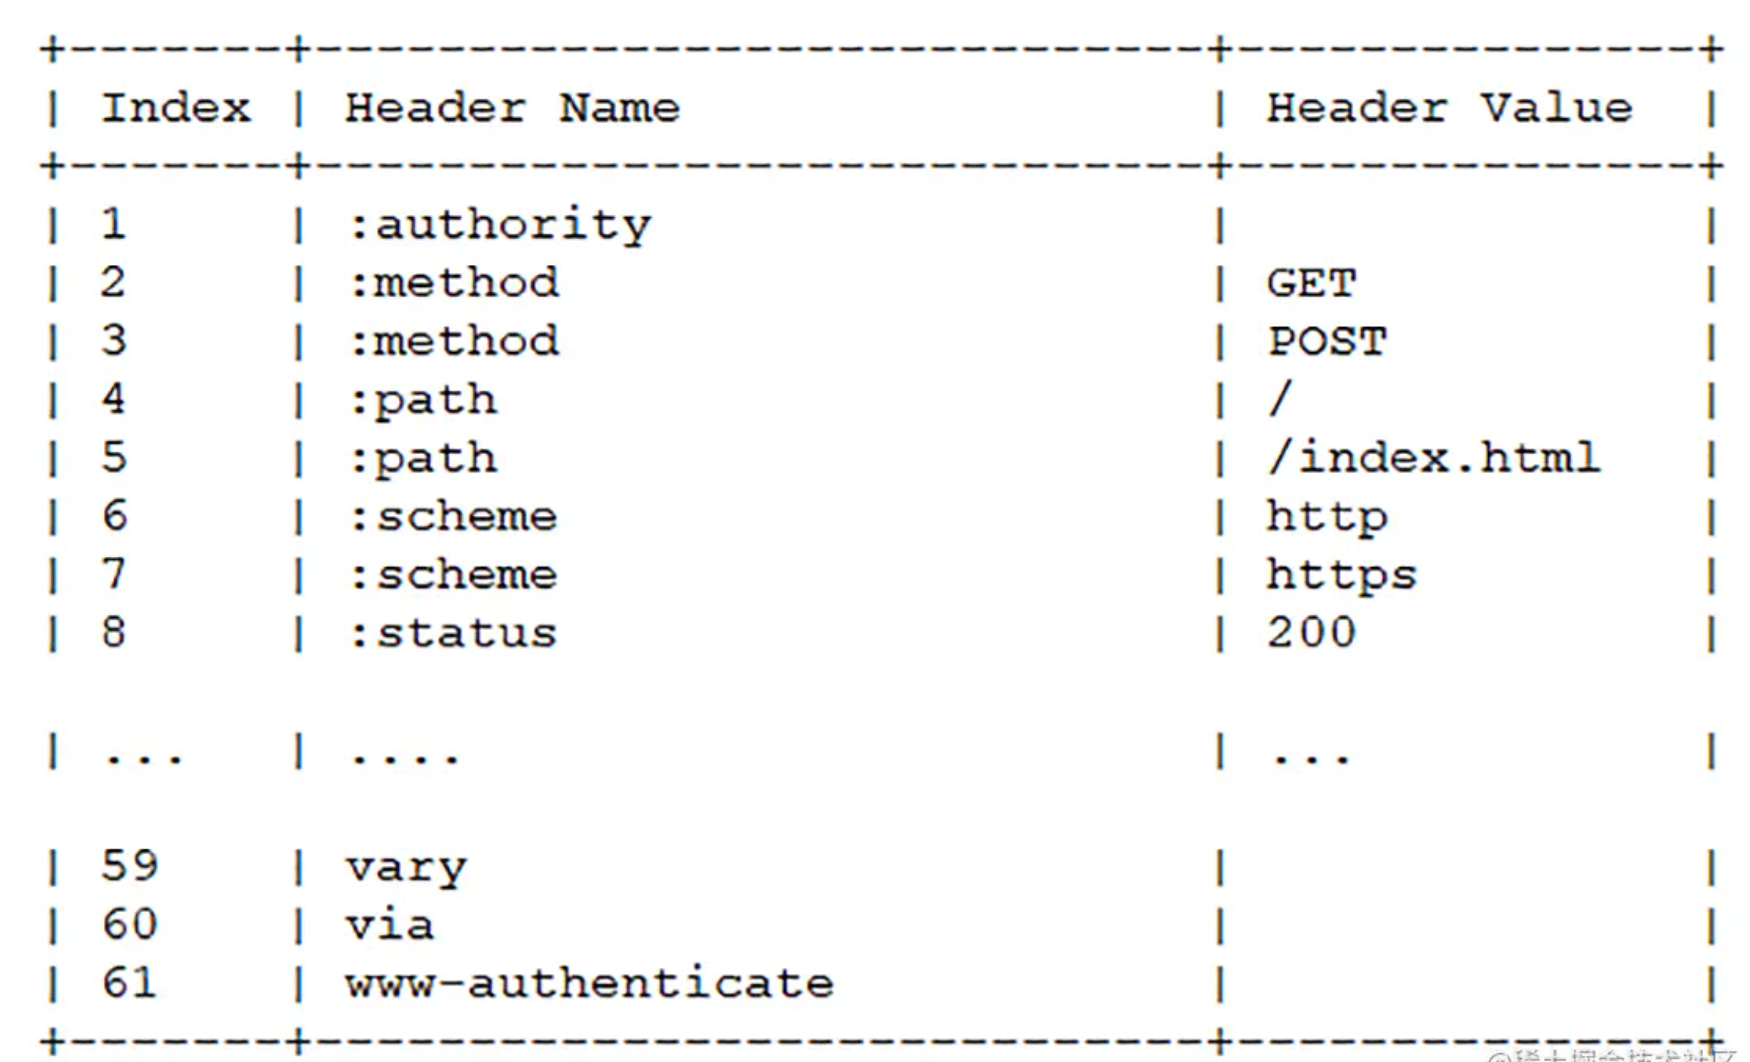 +-------+-----------------------------+---------------+
| Index | Header Name                 | Header Value  |
+-------+-----------------------------+---------------+
| 1     | :authority                  |               |
| 2     | :method                     | GET           |
| 3     | :method                     | POST          |
| 4     | :path                       | /             |
| 5     | :path                       | /index.html   |
| 6     | :scheme                     | http          |
| 7     | :scheme                     | https         |
| 8     | :status                     | 200           |
| ...   | ....                        | ...           |
| 59    | vary                        |               |
| 60    | via                         |               |
| 61    | www-authenticate            |               |
+-------+-----------------------------+---------------+
@稀土掘金技术社区